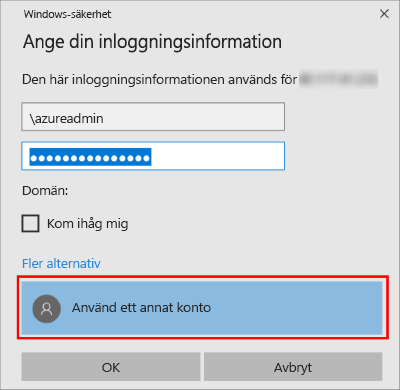 Windows-säkerhet
Ange din inloggningsinformation
Den här inloggningsinformationen används för
\azureadmin
Domän:
Kom ihåg mig
Fler alternativ
Använd ett annat konto
OK
Avbryt